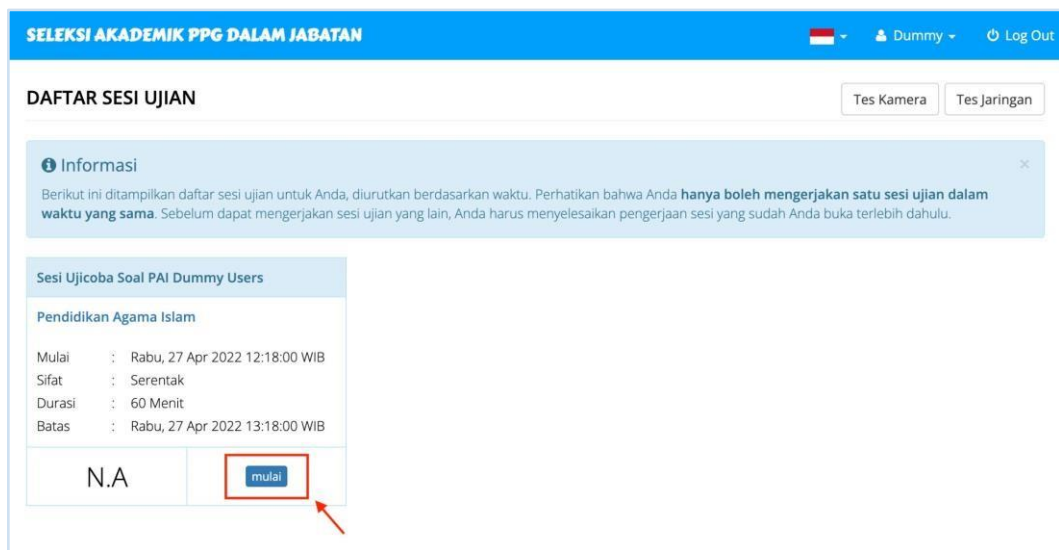 SELEKSI AKADEMIK PPG DALAM JABATAN
Dummy
Log Out
DAFTAR SESI UJIAN
Tes Kamera
Tes Jaringan
Informasi
Berikut ini ditampilkan daftar sesi ujian untuk Anda, diurutkan berdasarkan waktu. Perhatikan bahwa Anda hanya boleh mengerjakan satu sesi ujian dalam
waktu yang sama. Sebelum dapat mengerjakan sesi ujian yang lain, Anda harus menyelesaikan pengerjaan sesi yang sudah Anda buka terlebih dahulu.
Sesi Ujicoba Soal PAI Dummy Users
Pendidikan Agama Islam
Mulai : Rabu, 27 Apr 2022 12:18:00 WIB
Sifat : Serentak
Durasi : 60 Menit
Batas : Rabu, 27 Apr 2022 13:18:00 WIB
N.A
mulai